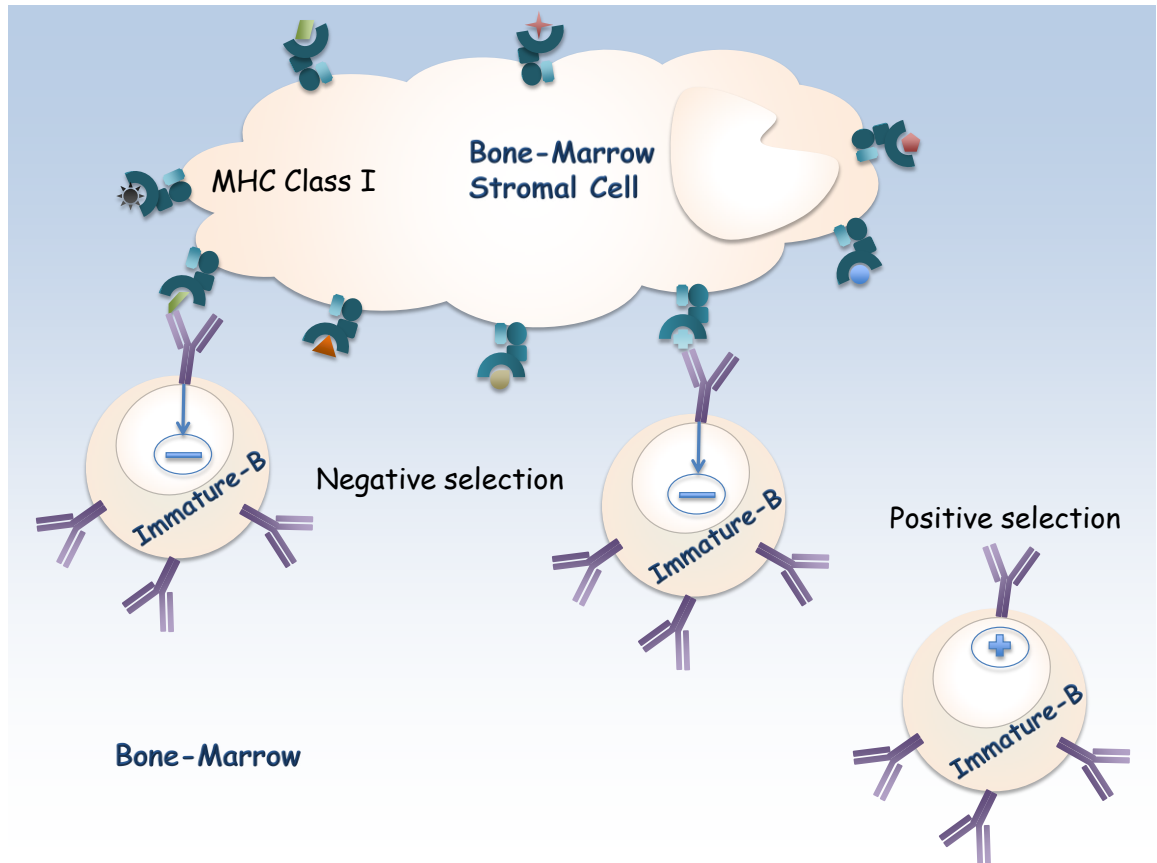 Bone-Marrow
Stromal Cell
MHC Class I
Negative selection
Immature-B
Immature-B
Positive selection
Immature-B
Bone-Marrow